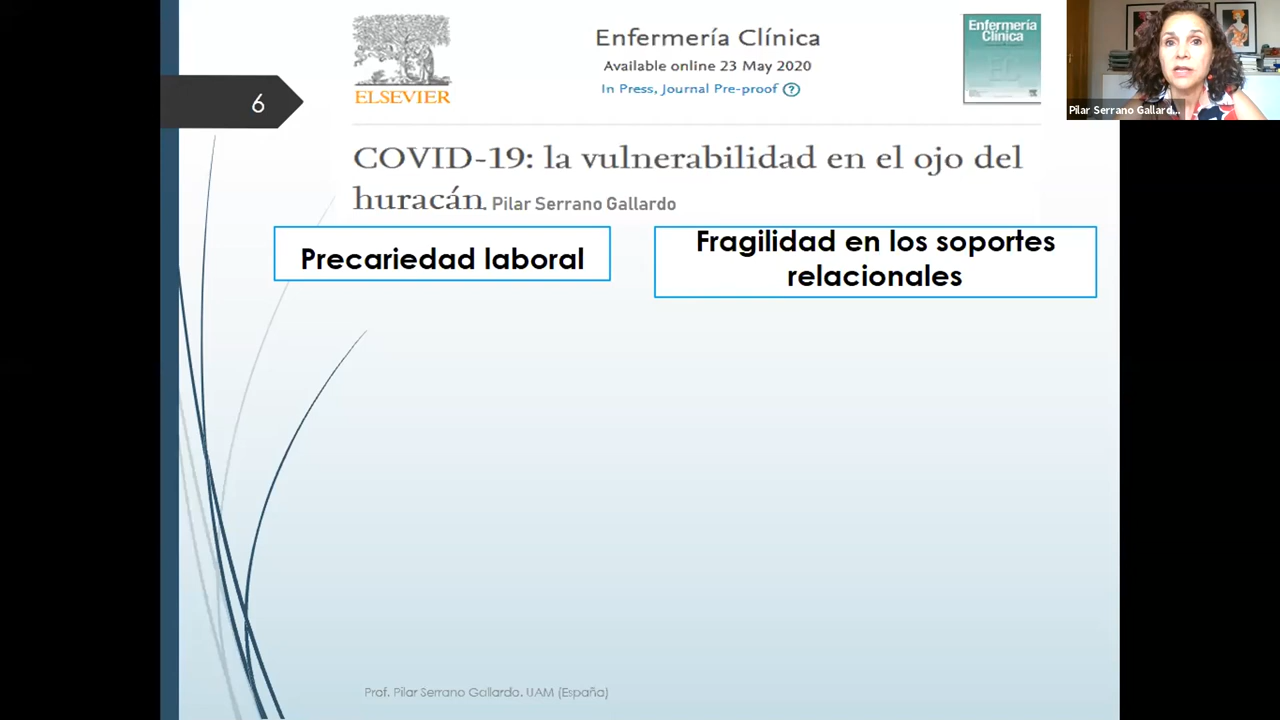 6
ELSEVIER
Enfermería Clínica
Available online 23 May 2020
In Press, Journal Pre-proof ?
Enfermería
Clínica
Pilar Serrano Gallard...
COVID-19: la vulnerabilidad en el ojo del
huracán. Pilar Serrano Gallardo
Precariedad laboral
Fragilidad en los soportes
relacionales
Prof. Pilar Serrano Gallardo. UAM (España)